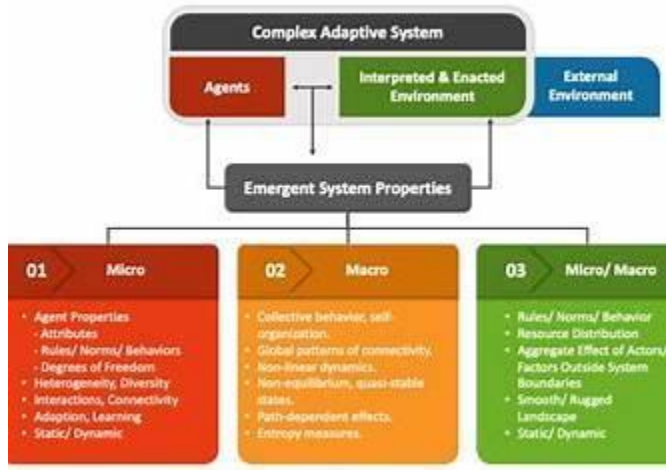 Complex Adaptive System
Agents
Interpreted & Enacted
Environment
External
Environment
Emergent System Properties
01 Micro
• Agent Properties
- Attributes
- Rules/ Norms/ Behaviors
- Degrees of Freedom
• Heterogeneity, Diversity
• Interactions, Connectivity
• Adaption, Learning
• Static/ Dynamic
02 Macro
• Collective behavior, self-
organization.
• Global patterns of connectivity.
• Non-linear dynamics.
• Non-equilibrium, quasi-stable
states.
• Path-dependent effects.
• Entropy measures.
03 Micro/ Macro
• Rules/ Norms/ Behavior
• Resource Distribution
• Aggregate Effect of Actors/
Factors Outside System
Boundaries
• Smooth/ Rugged
Landscape
• Static/ Dynamic